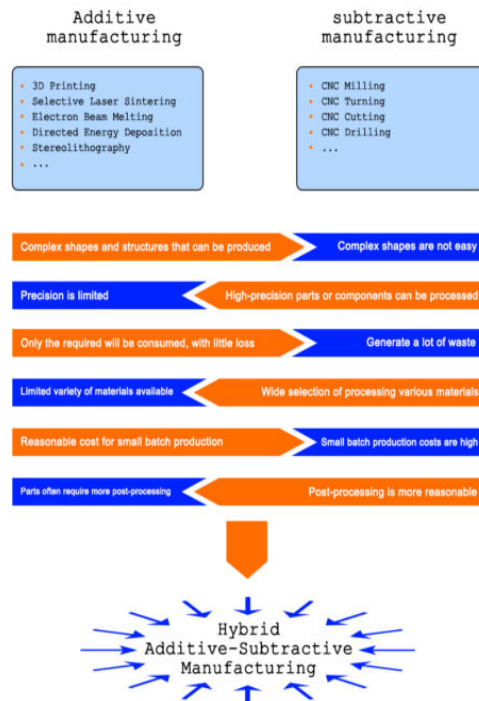 Additive
manufacturing
subtractive
manufacturing
3D Printing
Selective Laser Sintering
Electron Beam Melting
Directed Energy Deposition
Stereolithography
...
CNC Milling
CNC Turning
CNC Cutting
CNC Drilling
...
Complex shapes and structures that can be produced
Complex shapes are not easy
Precision is limited
High-precision parts or components can be processed
Only the required will be consumed, with little loss
Generate a lot of waste
Limited variety of materials available
Wide selection of processing various materials
Reasonable cost for small batch production
Small batch production costs are high
Parts often require more post-processing
Post-processing is more reasonable
Hybrid
Additive-Subtractive
Manufacturing